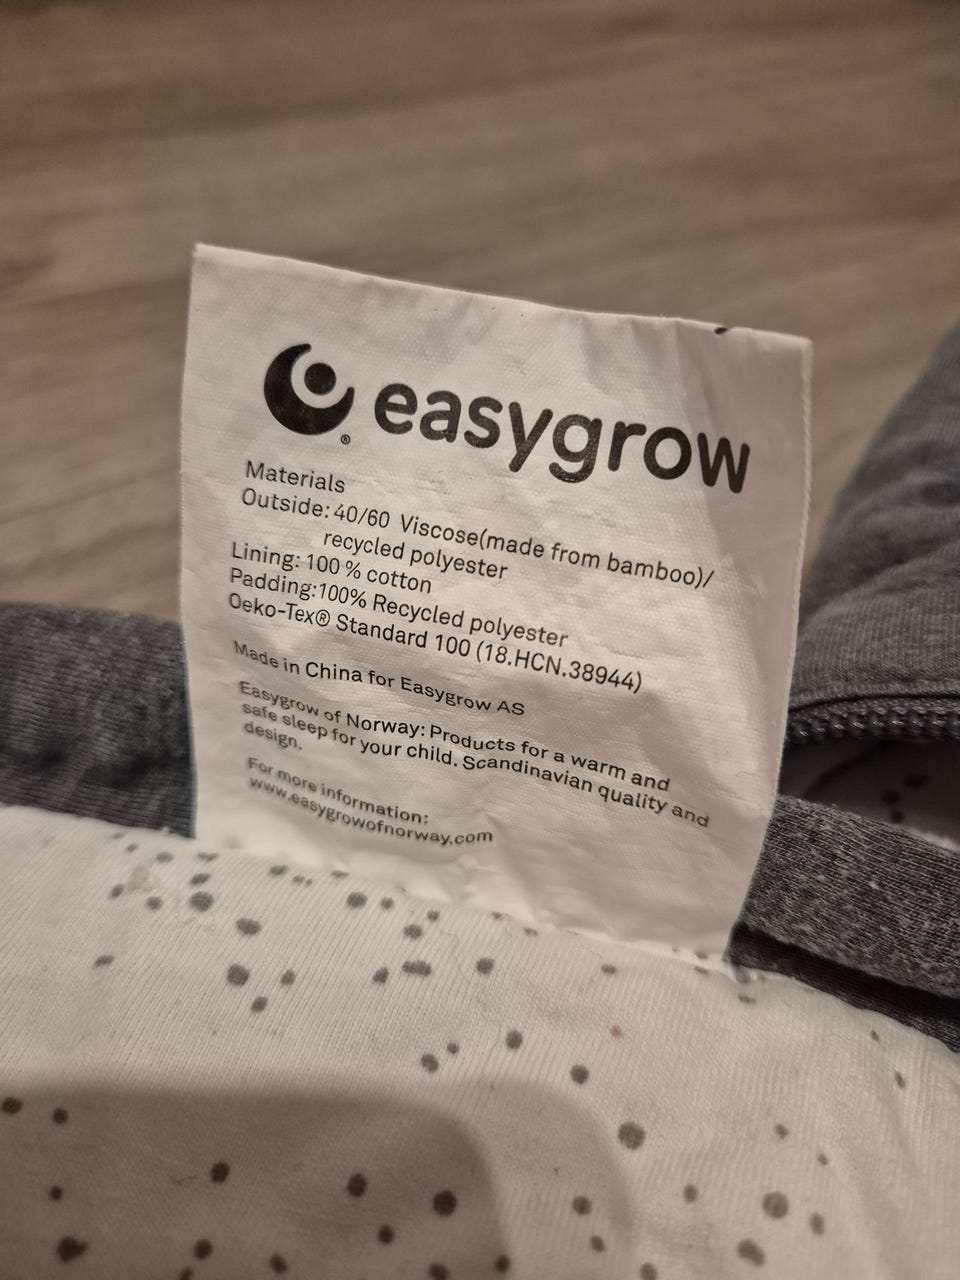 easygrow
®
Materials
Outside: 40/60 Viscose(made from bamboo)/
recycled polyester
Lining: 100 % cotton
Padding:100% Recycled polyester
Oeko-Tex® Standard 100 (18.HCN.38944)
Made in China for Easygrow AS
Easygrow of Norway: Products for a warm and
safe sleep for your child. Scandinavian quality and
design.
For more information:
www.easygrowofnorway.com